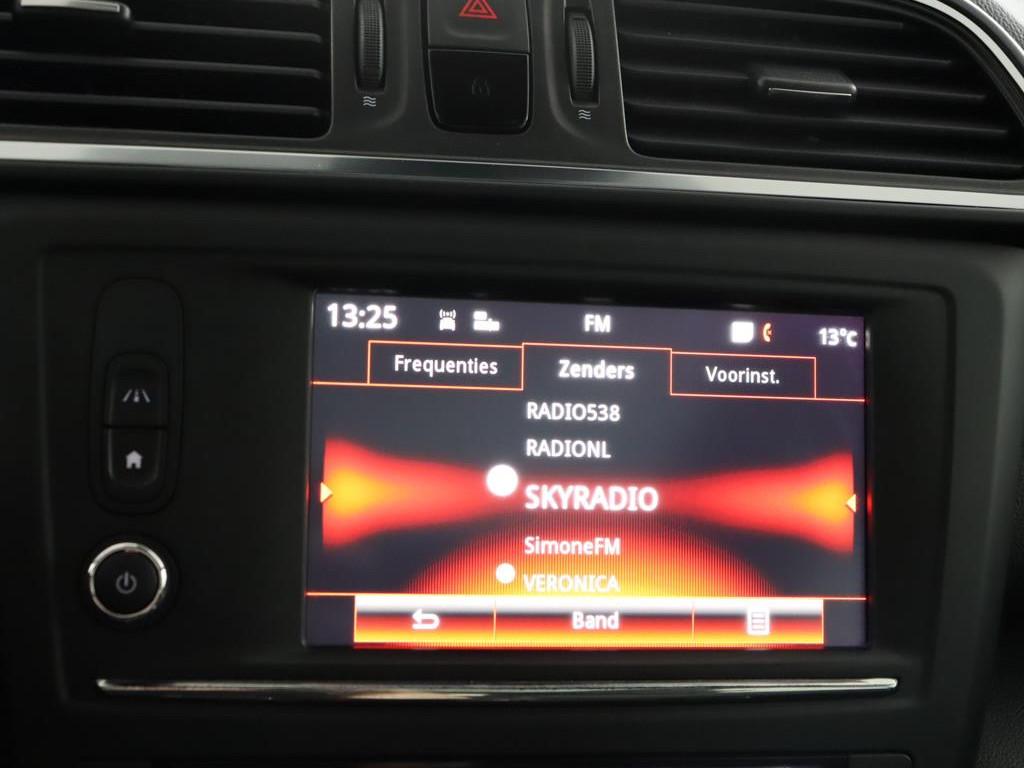 13:25 FM 13°C
Frequenties Zenders Voorinst.
RADIO538
RADIONL
SKYRADIO
SimoneFM
VERONICA
Band